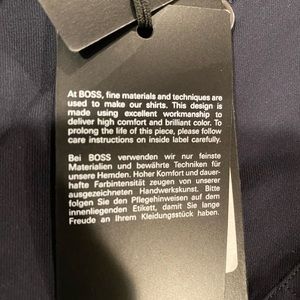 At BOSS, fine materials and techniques are
used to make our shirts. This design is
made using excellent workmanship to
deliver high comfort and brilliant color. To
prolong the life of this piece, please follow
care instructions on inside label carefully.
Bei BOSS verwenden wir nur feinste
Materialien und bewährte Techniken für
unsere Hemden. Hoher Komfort und dauer-
hafte Farbintensität zeugen von unserer
ausgezeichneten Handwerkskunst. Bitte
folgen Sie den Pflegehinweisen auf dem
innenliegenden Etikett, damit Sie lange
Freude an Ihrem Kleidungsstück haben.